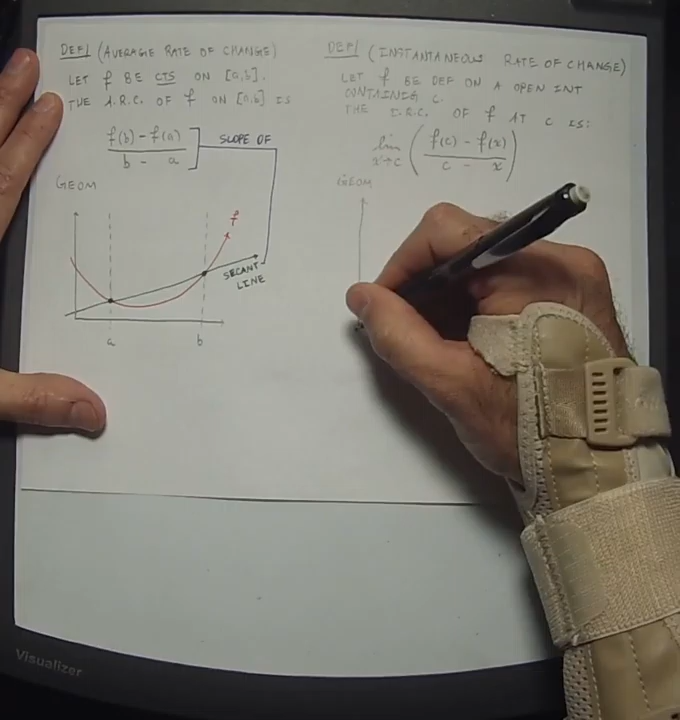 DEF] (AVERAGE RATE OF CHANGE)
LET f BE CTS ON [a,b].
THE A.R.C. OF f ON [a,b] IS
f(b) - f(a)
b - a
SLOPE OF
GEOM
f
SECANT
LINE
a
b
DEF] (INSTANTANEOUS RATE OF CHANGE)
LET f BE DEF ON A OPEN INT
CONTAINING C.
THE I.R.C. OF f AT C IS:
lim x→c ( f(c) - f(x)
c - x )
GEOM
Visualizer